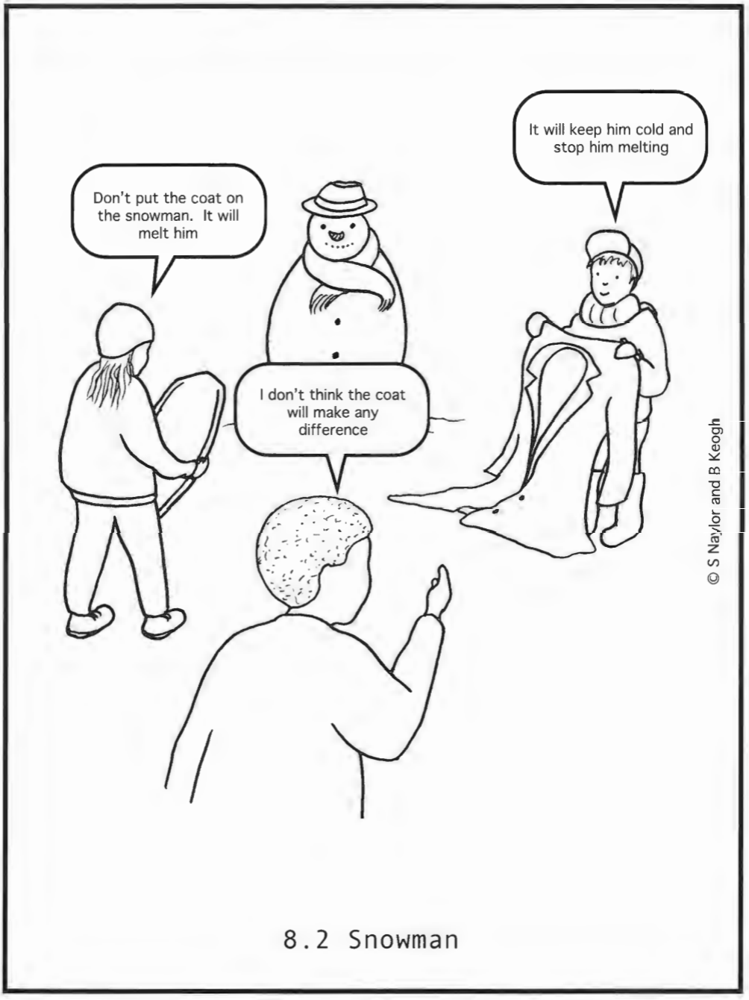 It will keep him cold and
stop him melting
Don't put the coat on
the snowman. It will
melt him
I don't think the coat
will make any
difference
© S Naylor and B Keogh
8.2 Snowman